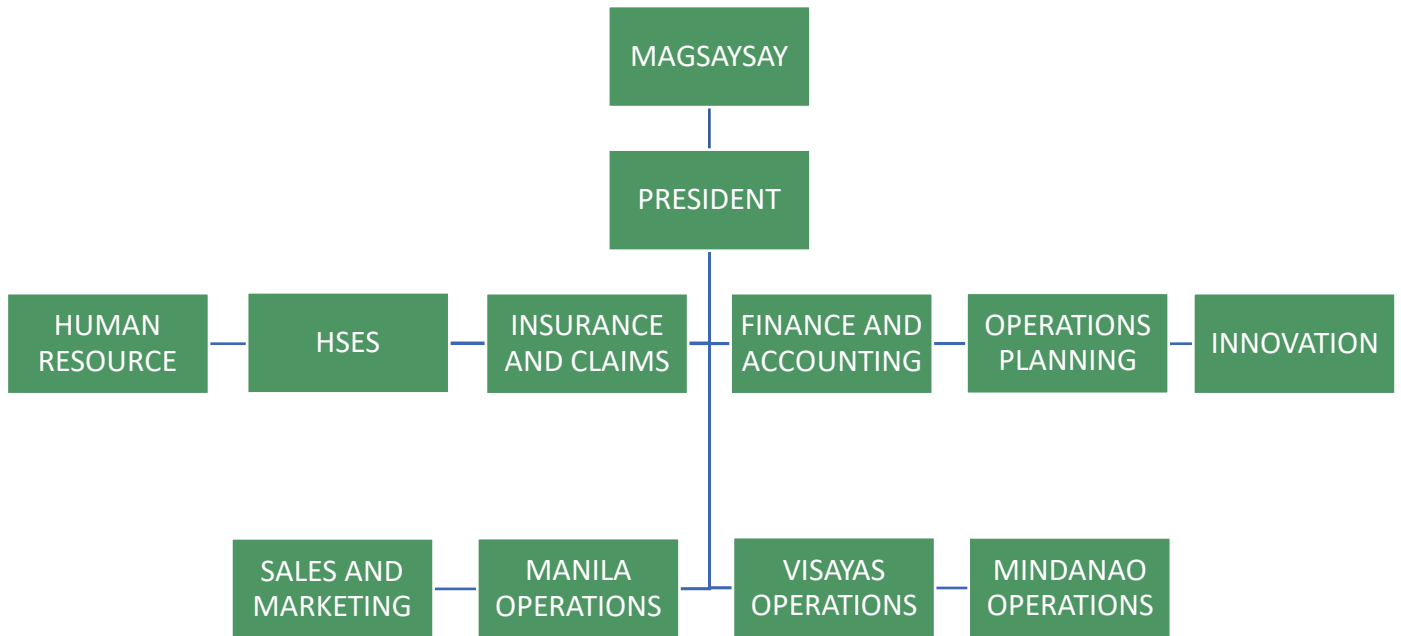 MAGSAYSAY
PRESIDENT
HUMAN
RESOURCE
HSES
INSURANCE
AND CLAIMS
FINANCE AND
ACCOUNTING
OPERATIONS
PLANNING
INNOVATION
SALES AND
MARKETING
MANILA
OPERATIONS
VISAYAS
OPERATIONS
MINDANAO
OPERATIONS